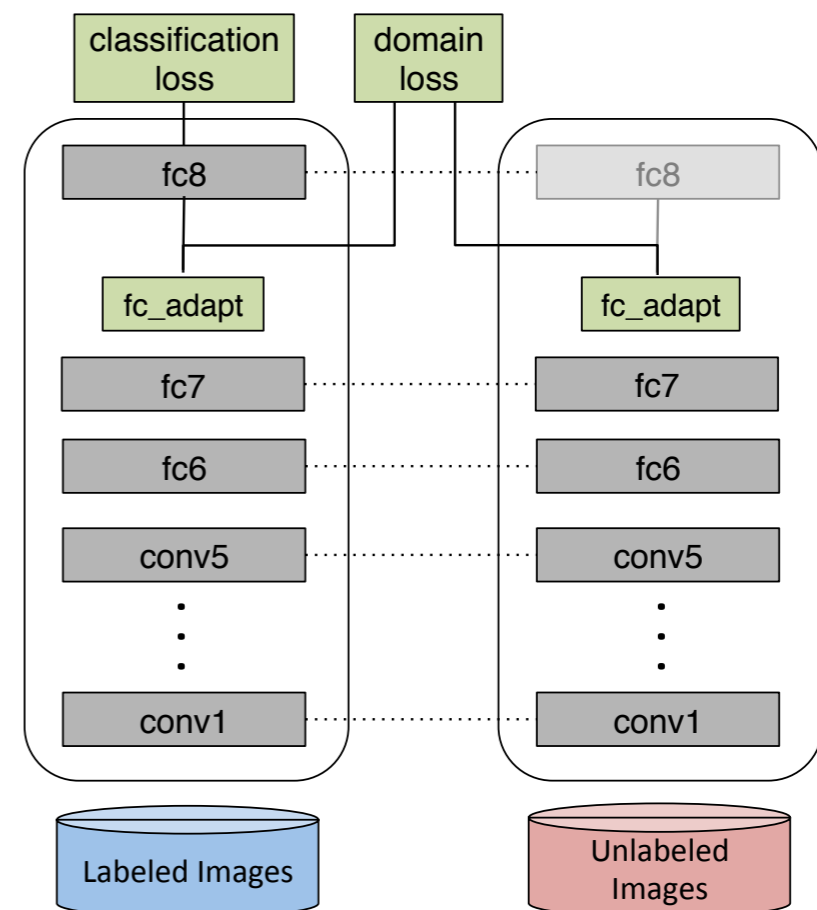 classification
loss
domain
loss
fc8
fc8
fc_adapt
fc_adapt
fc7
fc7
fc6
fc6
conv5
conv5
conv1
conv1
Labeled Images
Unlabeled
Images